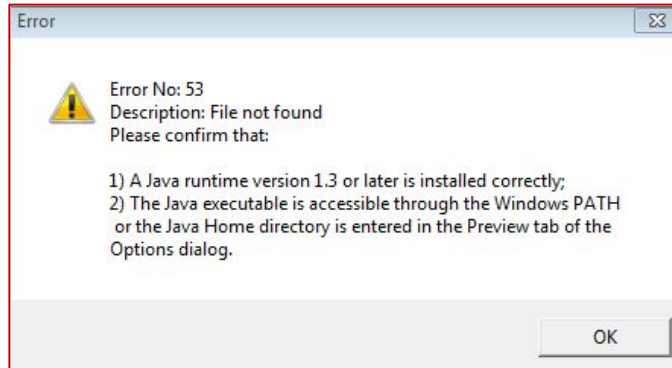 Error
Error No: 53
Description: File not found
Please confirm that:
1) A Java runtime version 1.3 or later is installed correctly;
2) The Java executable is accessible through the Windows PATH
or the Java Home directory is entered in the Preview tab of the
Options dialog.
OK